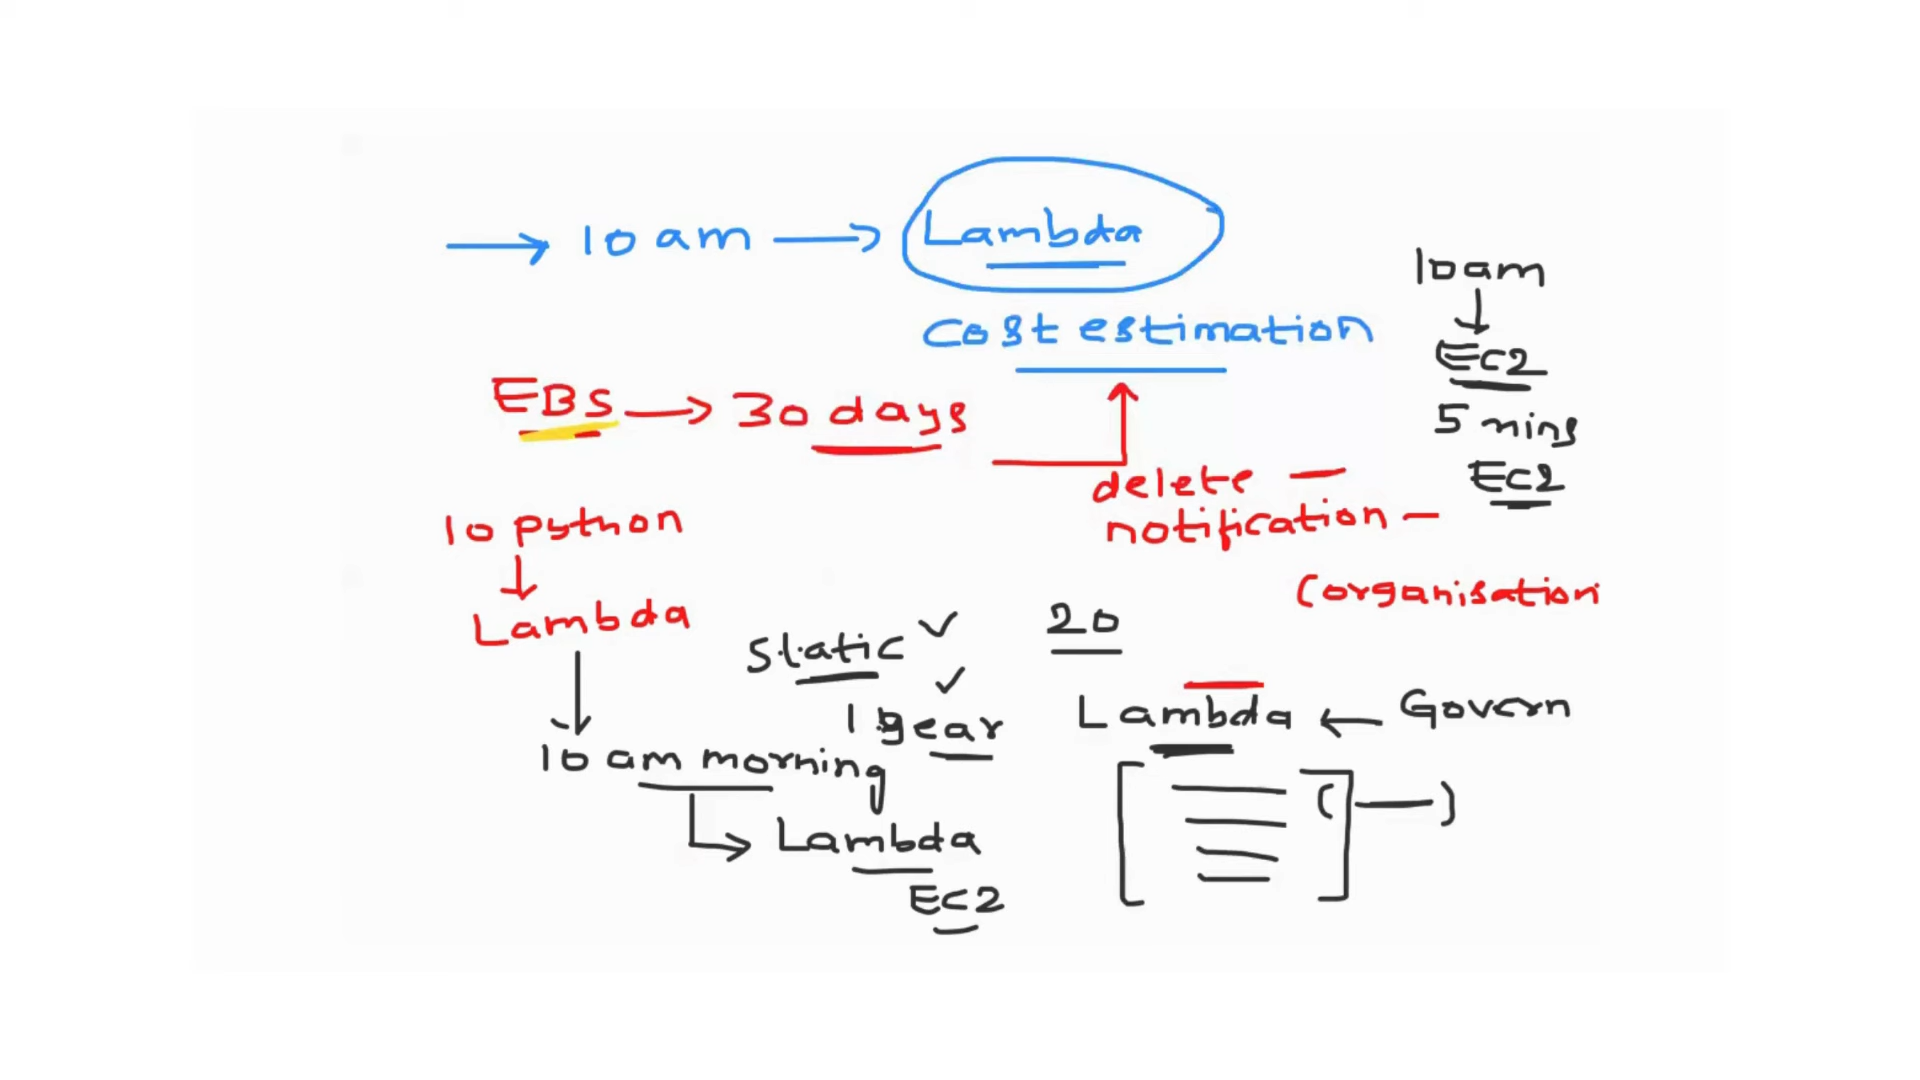 10 am Lambda
cost estimation
10am
EC2
5 mins
EC2
EBS 30 days
delete
notification
(organisation
10 python
Lambda
10 am morning
Lambda
EC2
static
1 year
20
Lambda Govern